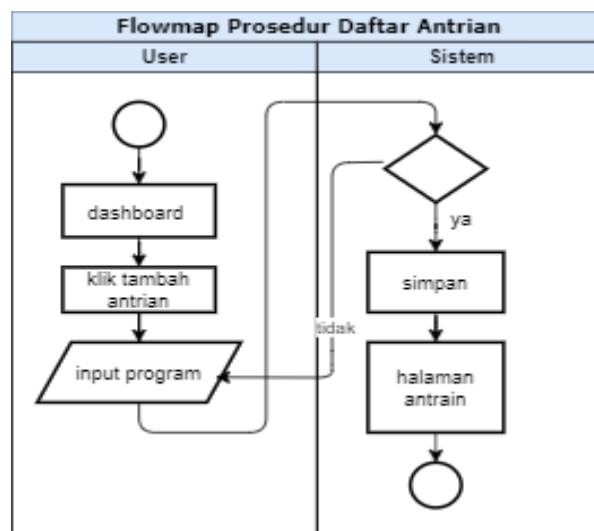 Flowmap Prosedur Daftar Antrian
User
Sistem
dashboard
klik tambah
antrian
input program
ya
simpan
tidak
halaman
antrain